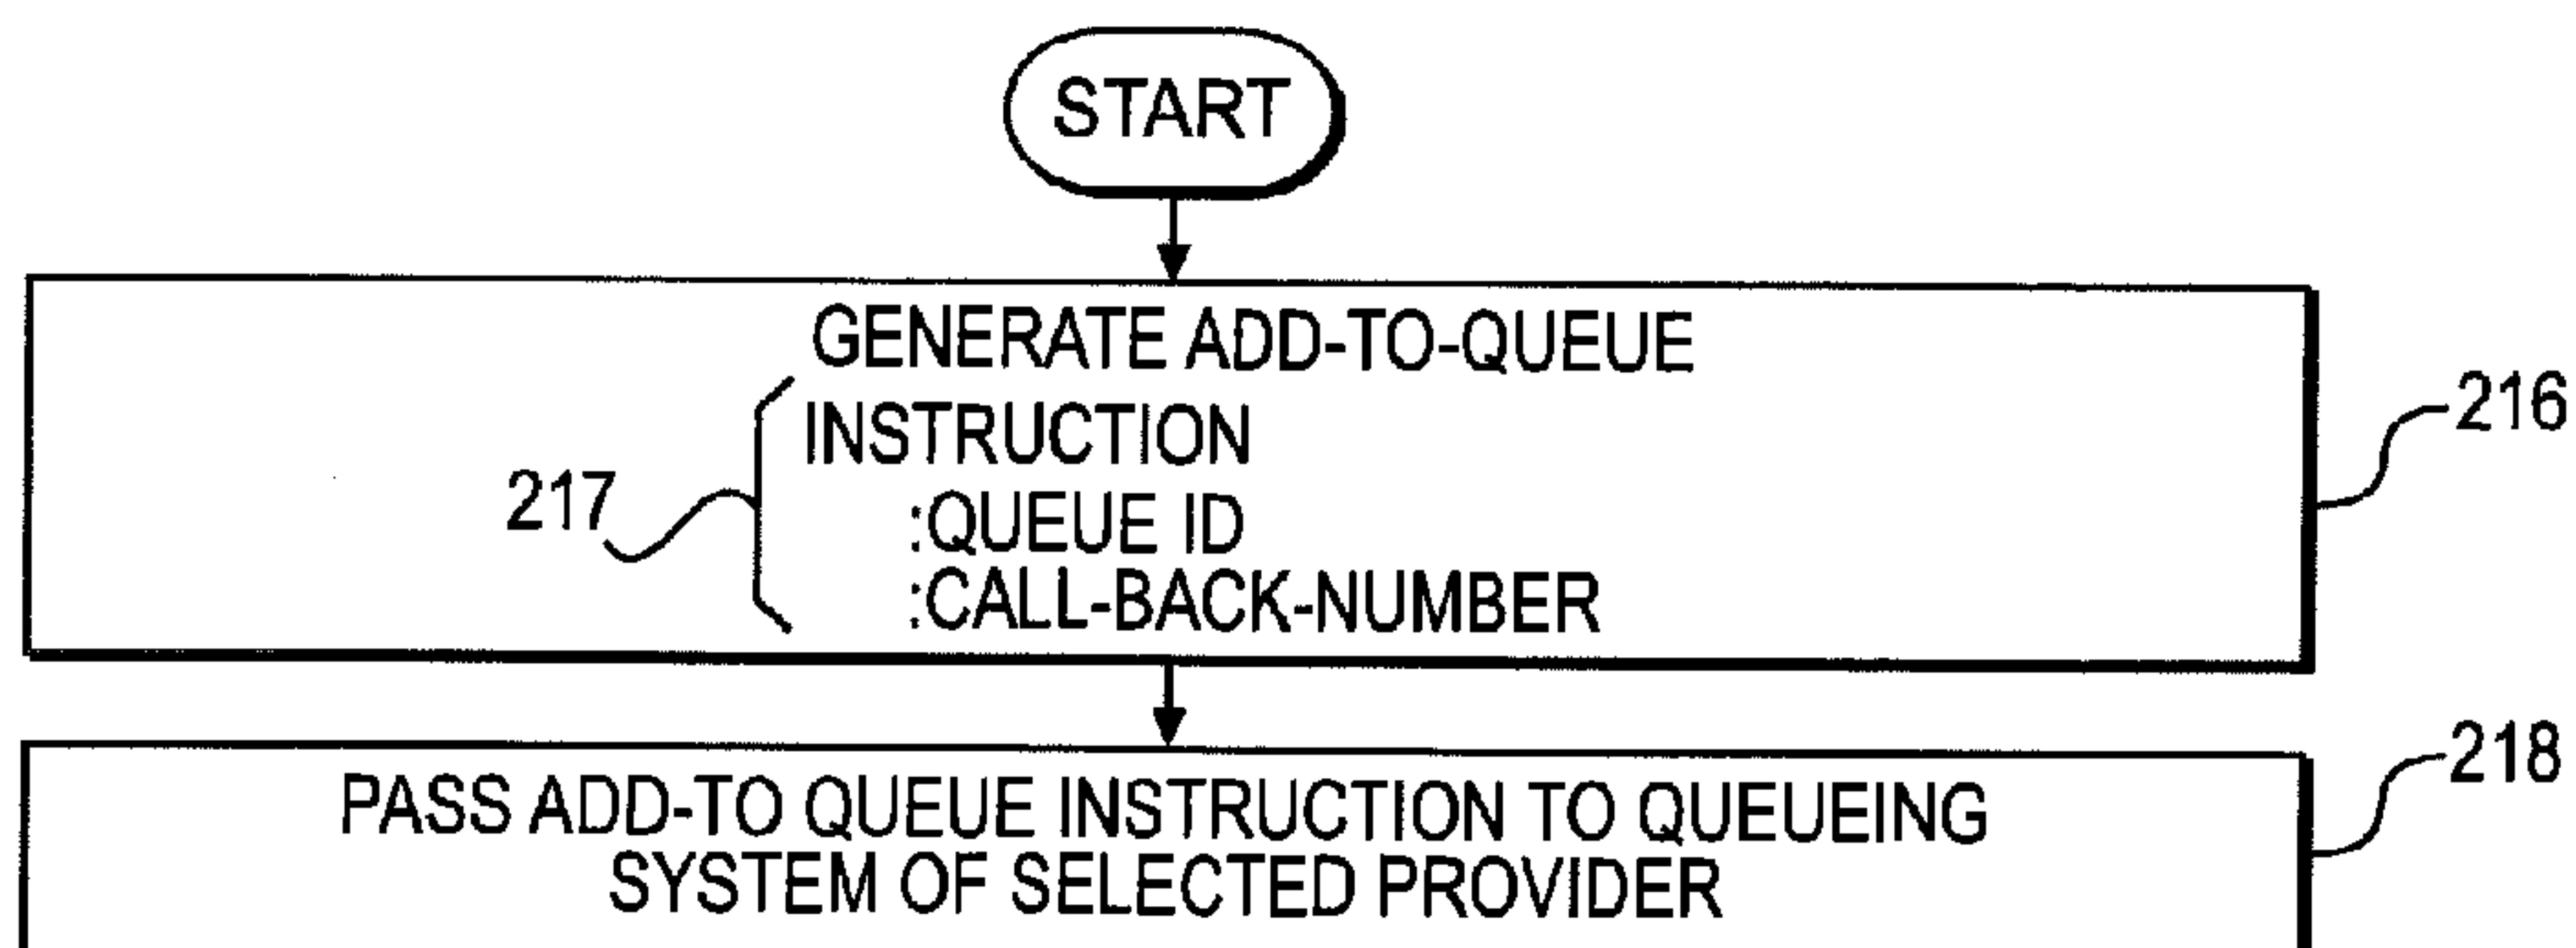 START
GENERATE ADD-TO-QUEUE
INSTRUCTION
:QUEUE ID
:CALL-BACK-NUMBER
217
216
PASS ADD-TO QUEUE INSTRUCTION TO QUEUEING
SYSTEM OF SELECTED PROVIDER
218